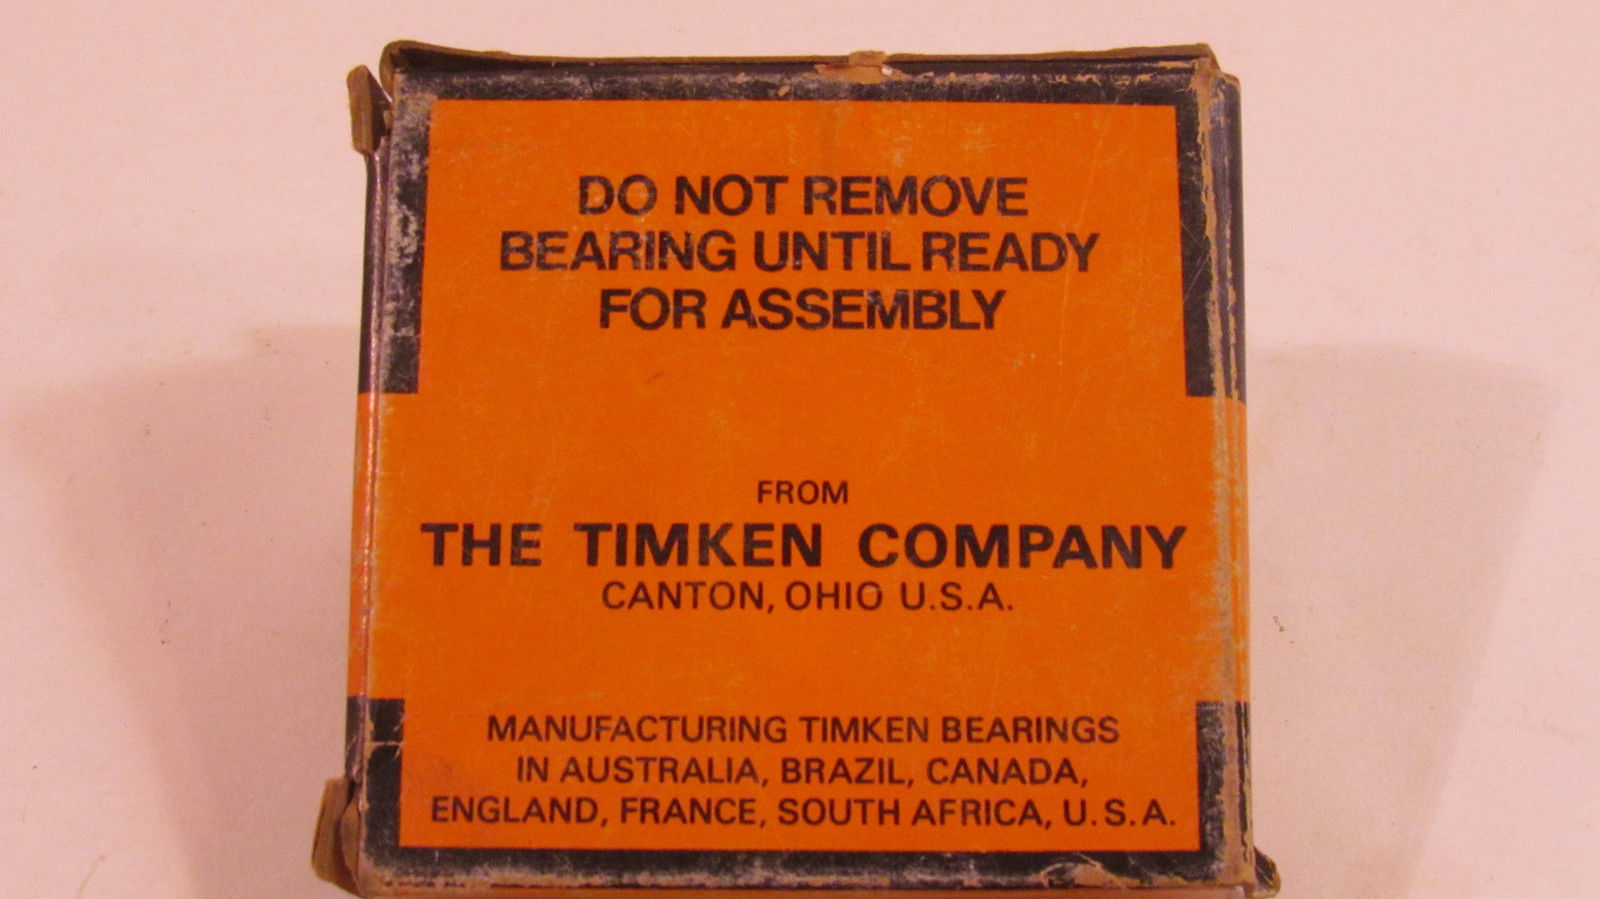 DO NOT REMOVE
BEARING UNTIL READY
FOR ASSEMBLY
FROM
THE TIMKEN COMPANY
CANTON, OHIO U.S.A.
MANUFACTURING TIMKEN BEARINGS
IN AUSTRALIA, BRAZIL, CANADA,
ENGLAND, FRANCE, SOUTH AFRICA, U.S.A.